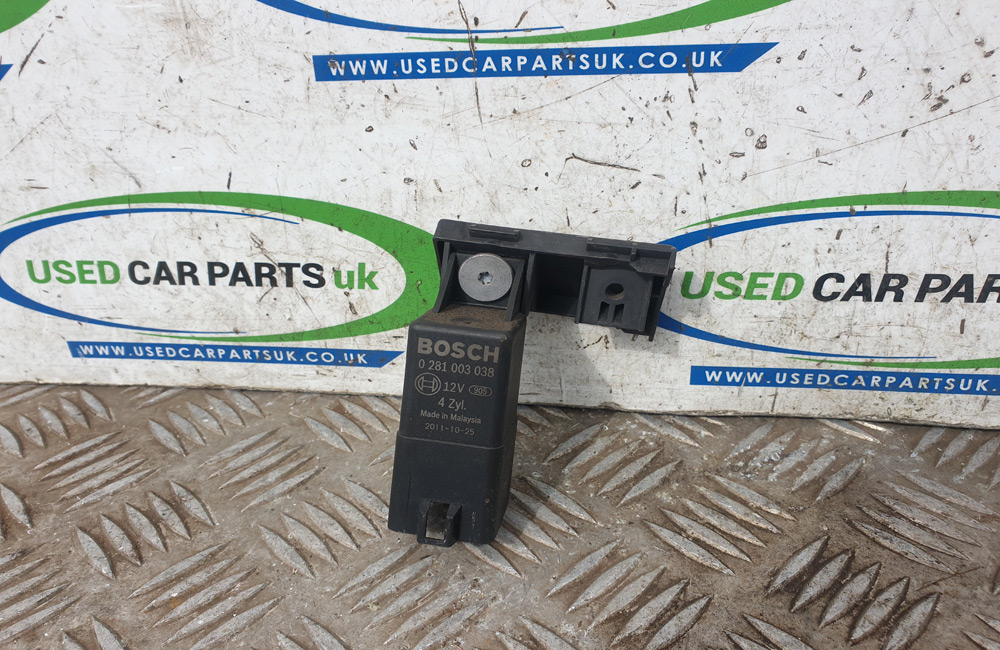 WWW.USEDCARPARTSUK.CO.UK
USED CAR PARTS uk
WWW.USEDCARPARTSUK.CO.UK
USED CAR PAR
WWW.USEDCARPARTSUK.CO.UK
BOSCH
0 281 003 038
12V 905
4 Zyl.
Made in Malaysia
2011-10-25